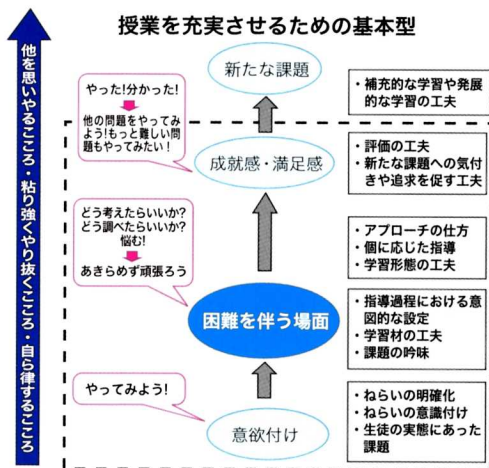 授業を充実させるための基本型
他を思いやるこころ・粘り強くやり抜くこころ・自ら律するこころ
新たな課題
・補充的な学習や発展
的な学習の工夫
やった!分かった!
他の問題をやってみ
よう!もっと難しい問
題もやってみたい!
成就感・満足感
・評価の工夫
・新たな課題への気付
きや追求を促す工夫
どう考えたらいいか?
どう調べたらいいか?
悩む!
あきらめず頑張ろう
・アプローチの仕方
・個に応じた指導
・学習形態の工夫
困難を伴う場面
・指導過程における意
図的な設定
・学習材の工夫
・課題の吟味
やってみよう!
意欲付け
・ねらいの明確化
・ねらいの意識付け
・生徒の実態にあった
課題